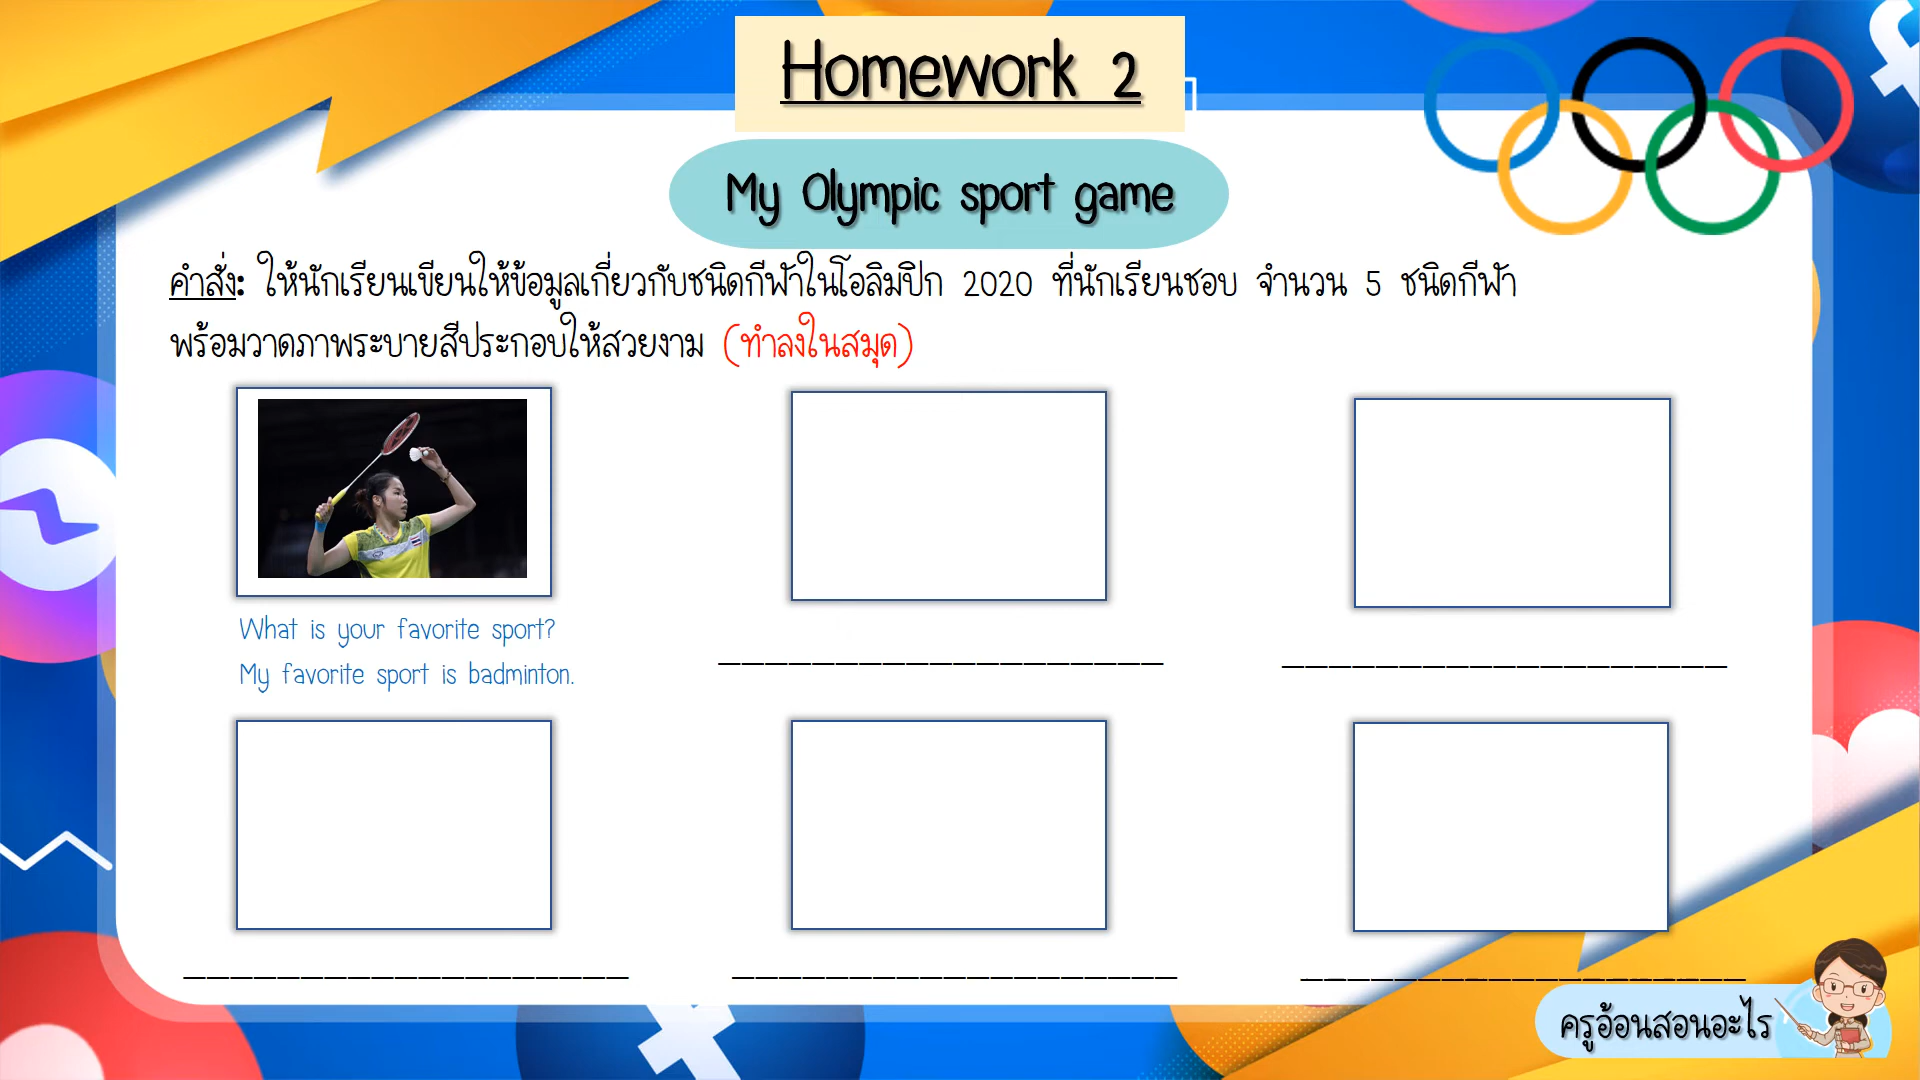 Homework 2
My Olympic sport game
คำสั่ง: ให้นักเรียนเขียนให้ข้อมูลเกี่ยวกับชนิดกีฬาในโอลิมปิก 2020 ที่นักเรียนชอบ จำนวน 5 ชนิดกีฬา
พร้อมวาดภาพระบายสีประกอบให้สวยงาม (ทำลงในสมุด)
What is your favorite sport?
My favorite sport is badminton.
ครูอ้อนสอนอะไร